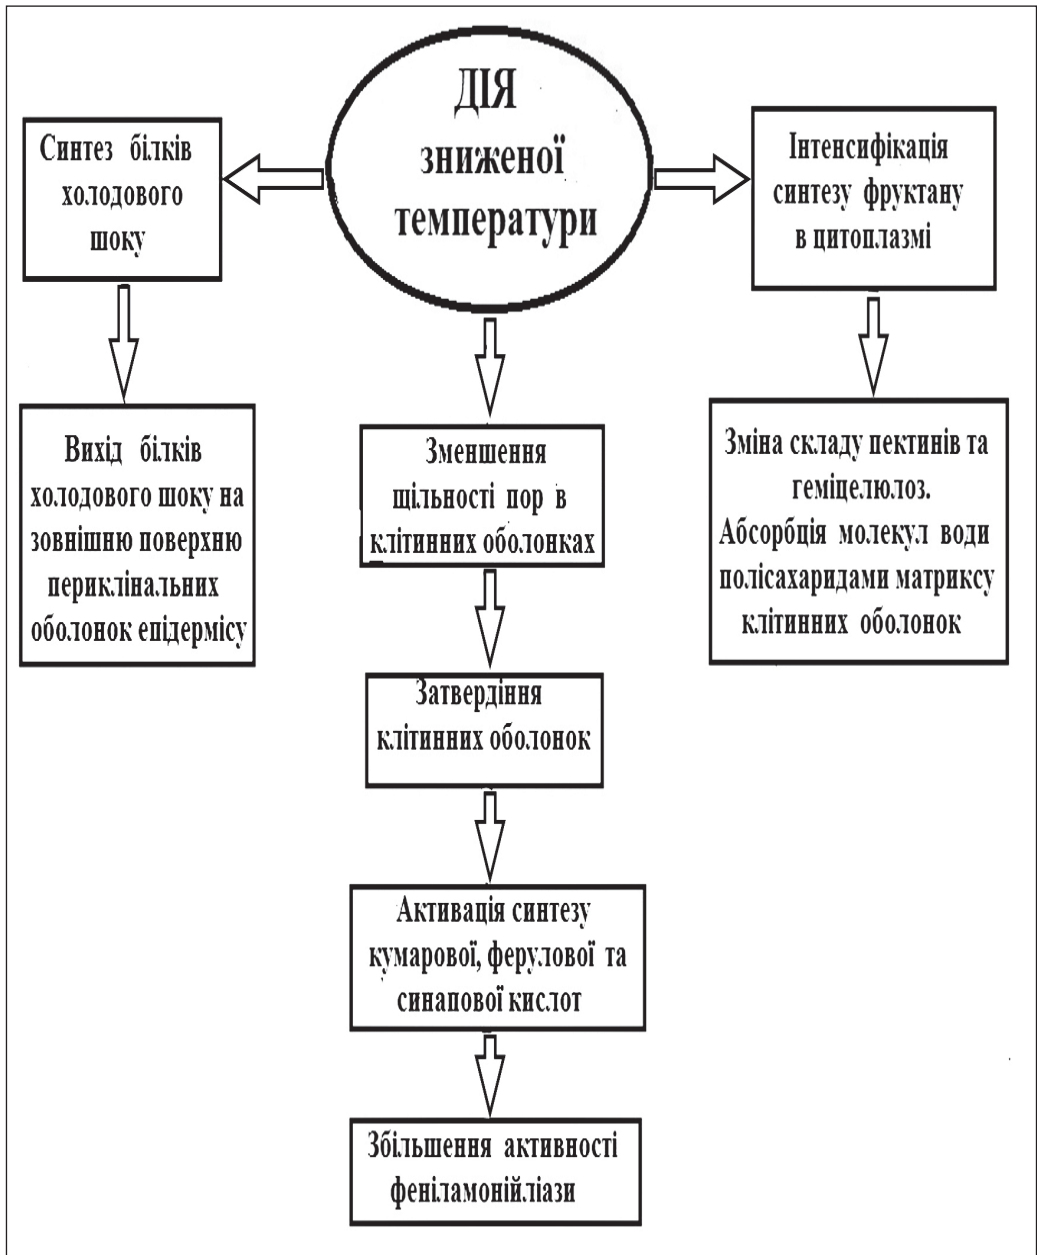 ДІЯ
зниженої
температури
Синтез білків
холодового
шоку
Інтенсифікація
синтезу фруктану
в цитоплазмі
Вихід білків
холодового шоку на
зовнішню поверхню
периклінальних
оболонок епідермісу
Зменшення
щільності пор в
клітинних оболонках
Зміна складу пектинів та
геміцелюлоз.
Абсорбція молекул води
полісахаридами матриксу
клітинних оболонок
Затвердіння
клітинних оболонок
Активація синтезу
кумарової, ферулової та
синапової кислот
Збільшення активності
феніламонійліази